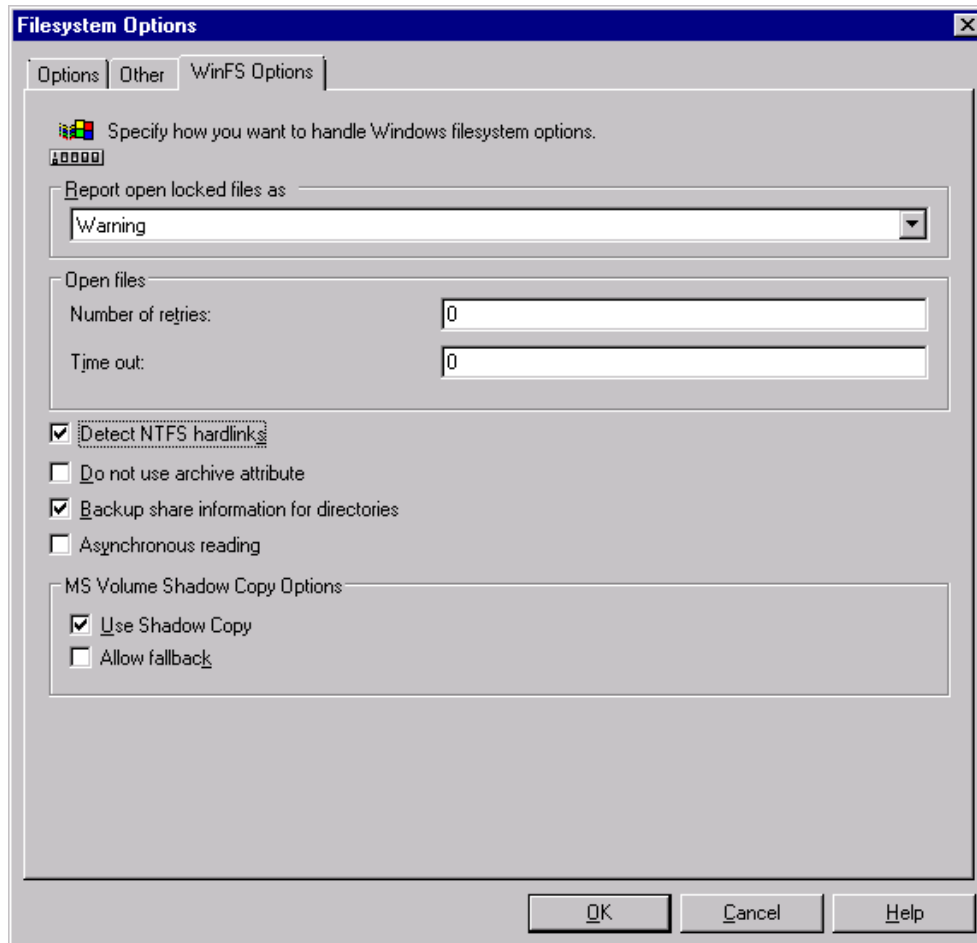 Filesystem Options
Options Other WinFS Options
Specify how you want to handle Windows filesystem options.
Report open locked files as
Warning
Open files
Number of retries: 0
Time out: 0
Detect NTFS hardlinks
Do not use archive attribute
Backup share information for directories
Asynchronous reading
MS Volume Shadow Copy Options
Use Shadow Copy
Allow fallback
OK Cancel Help